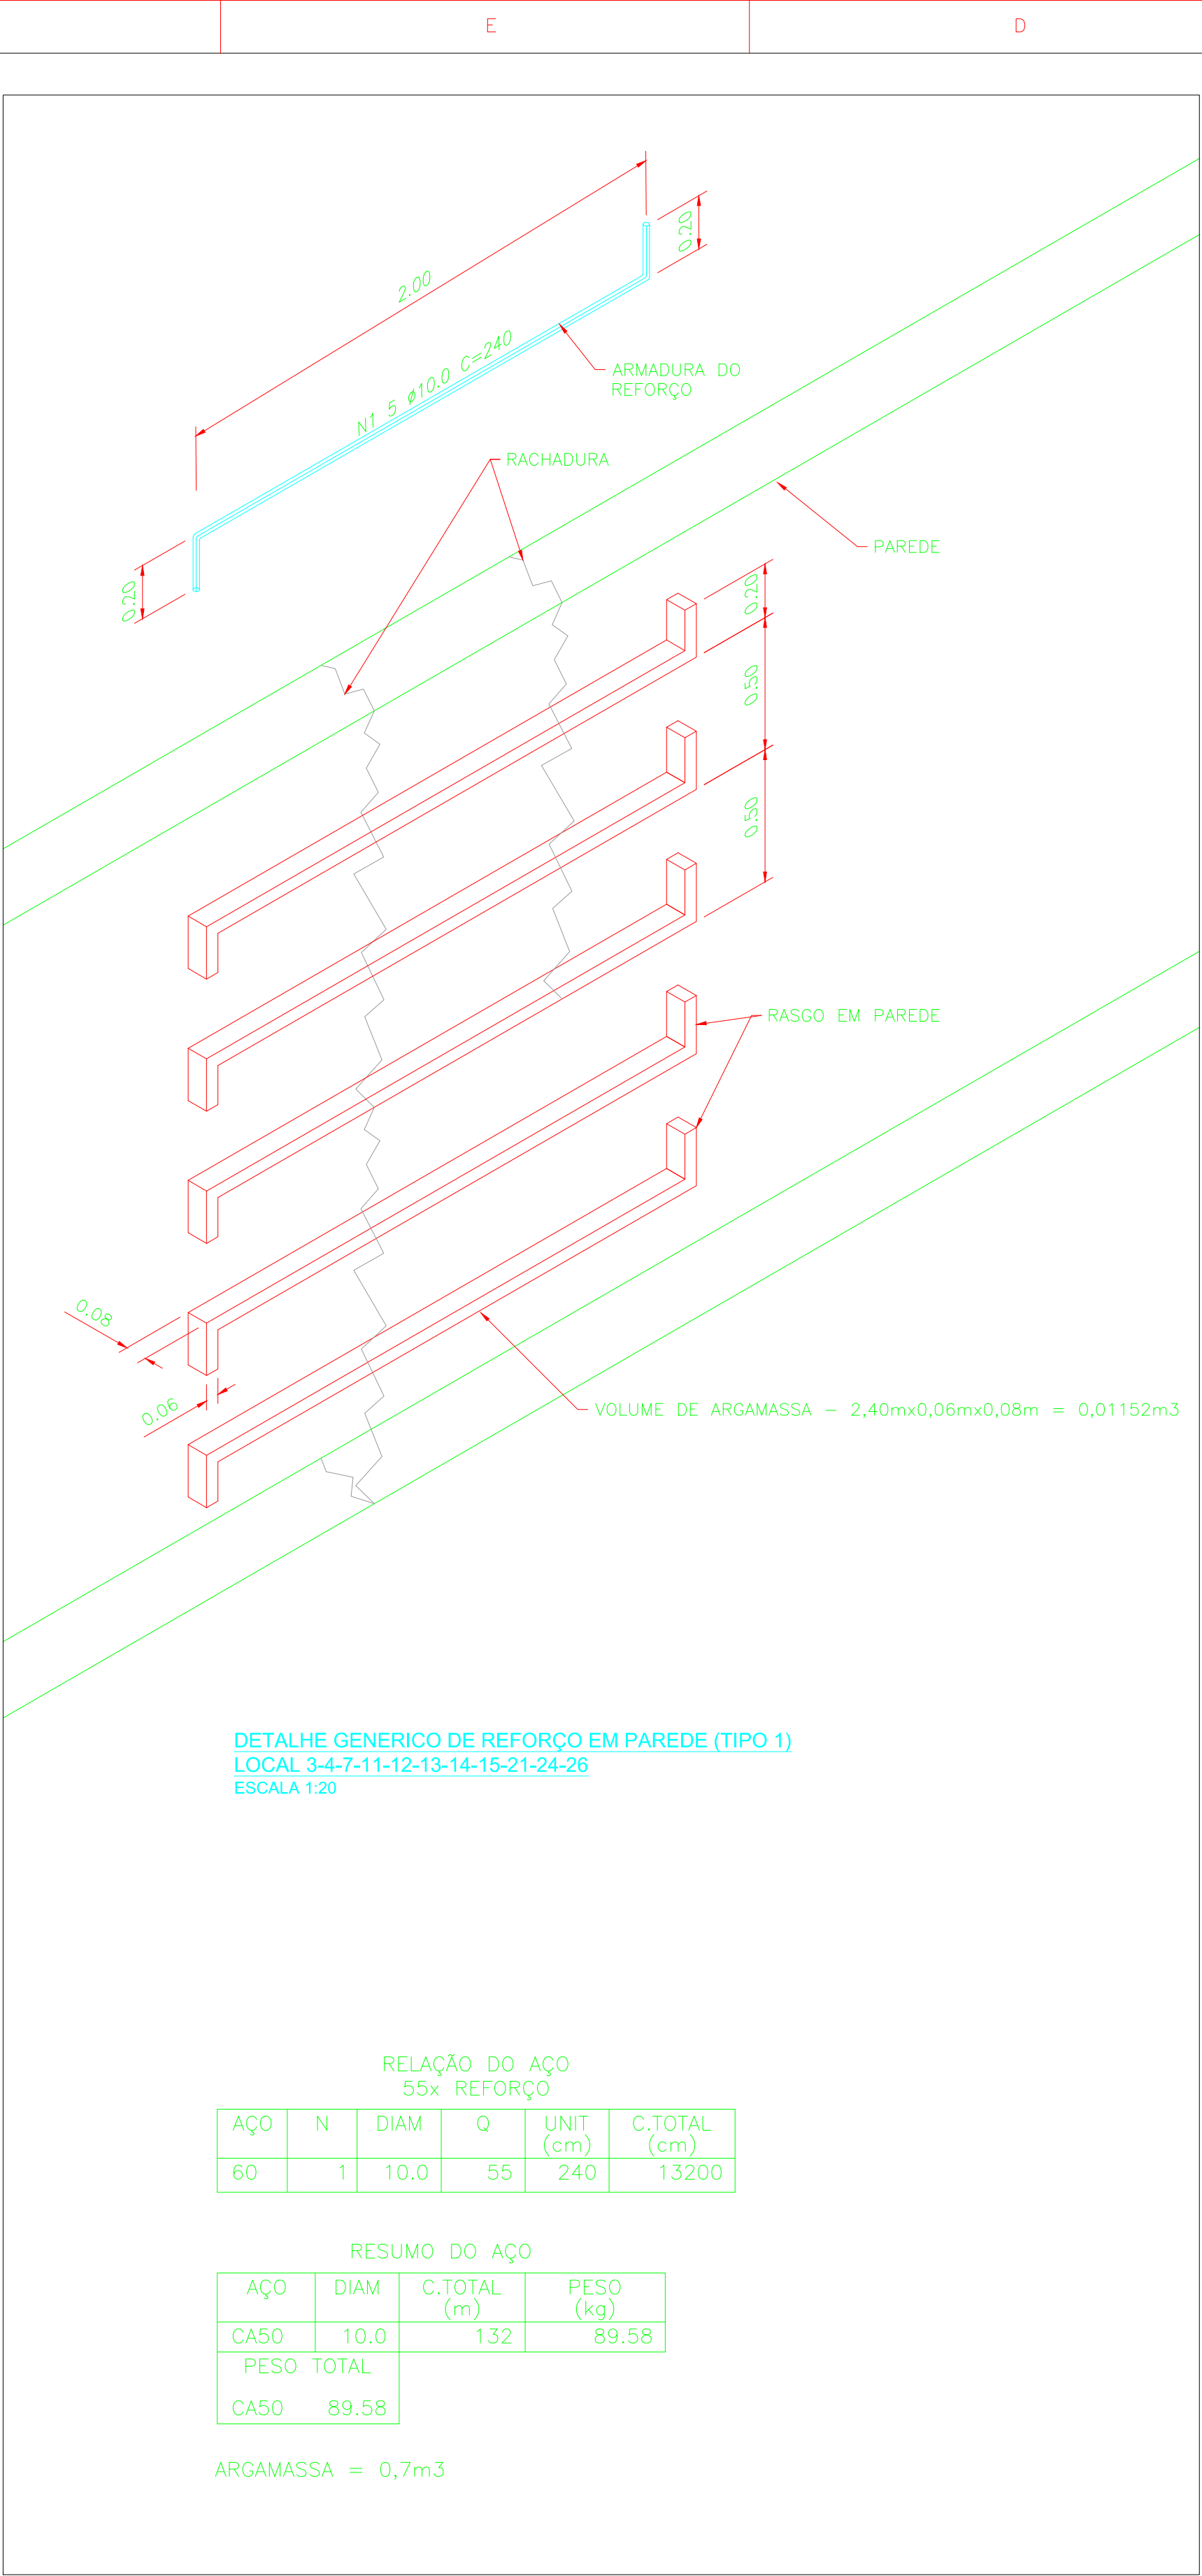 E
D
2.00
0.20
N1 5 ø10.0 C=240
ARMADURA DO
REFORÇO
RACHADURA
PAREDE
0.20
0.20
0.50
0.50
RASGO EM PAREDE
0.08
0.06
VOLUME DE ARGAMASSA - 2,40mx0,06mx0,08m = 0,01152m3
DETALHE GENERICO DE REFORÇO EM PAREDE (TIPO 1)
LOCAL 3-4-7-11-12-13-14-15-21-24-26
ESCALA 1:20
RELAÇÃO DO AÇO
55x REFORÇO
AÇO N DIAM Q UNIT C.TOTAL
(cm) (cm)
60 1 10.0 55 240 13200
RESUMO DO AÇO
AÇO DIAM C.TOTAL PESO
(m) (kg)
CA50 10.0 132 89.58
PESO TOTAL
CA50 89.58
ARGAMASSA = 0,7m3